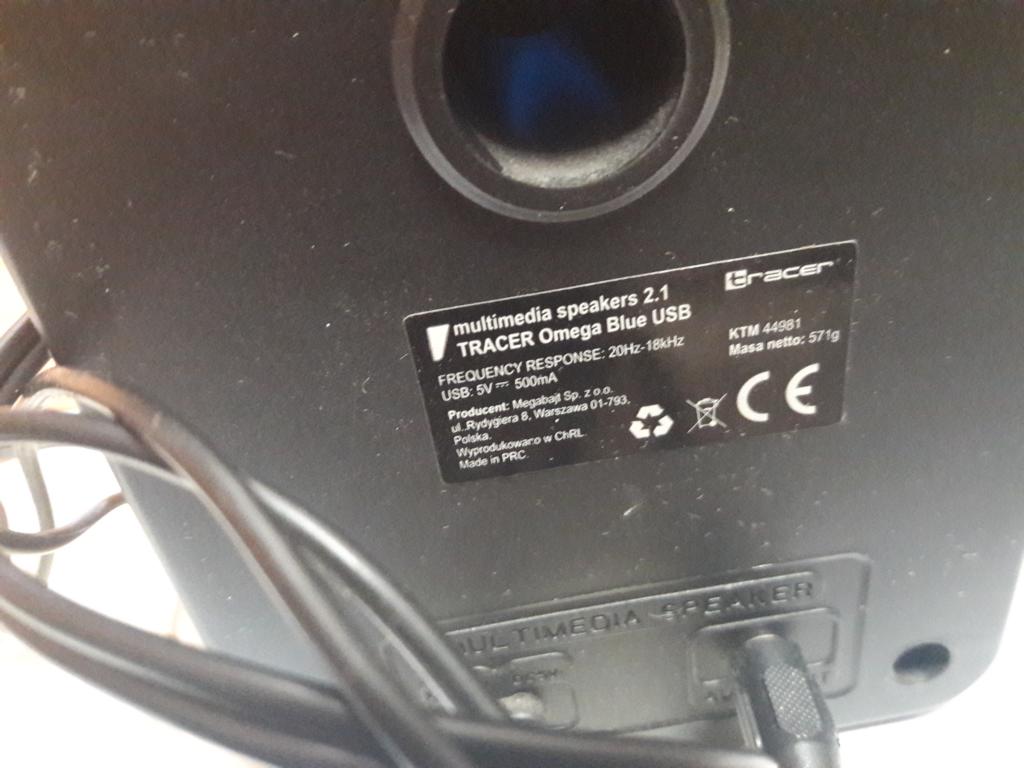 tracer
multimedia speakers 2.1
TRACER Omega Blue USB
KTM 44981
Masa netto: 571g
FREQUENCY RESPONSE: 20Hz-18kHz
USB: 5V⎓ 500mA
Producent: Megabajt Sp. z o.o.
ul. Rydygiera 8, Warszawa 01-793,
Polska.
Wyprodukowano w ChRL
Made in PRC
CE
MULTIMEDIA SPEAKER